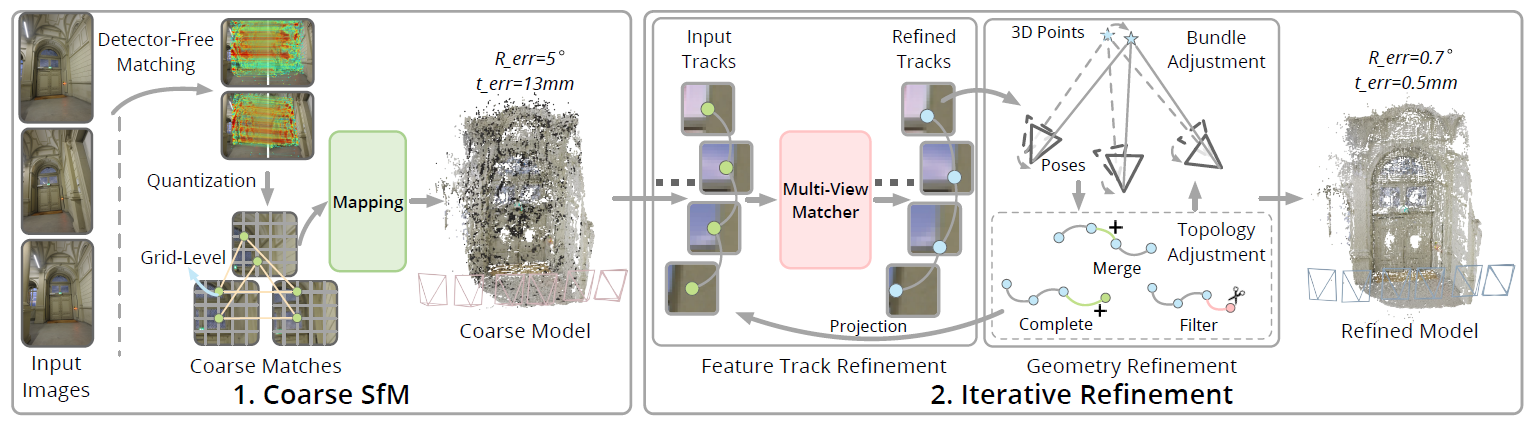 Input
Images
Detector-Free
Matching
Quantization
Grid-Level
Coarse Matches
Mapping
R_err=5°
t_err=13mm
Coarse Model
1. Coarse SfM
Input
Tracks
Multi-View
Matcher
Refined
Tracks
Projection
Feature Track Refinement
3D Points
Bundle
Adjustment
Poses
Topology
Adjustment
Merge
Complete
Filter
Geometry Refinement
R_err=0.7°
t_err=0.5mm
Refined Model
2. Iterative Refinement